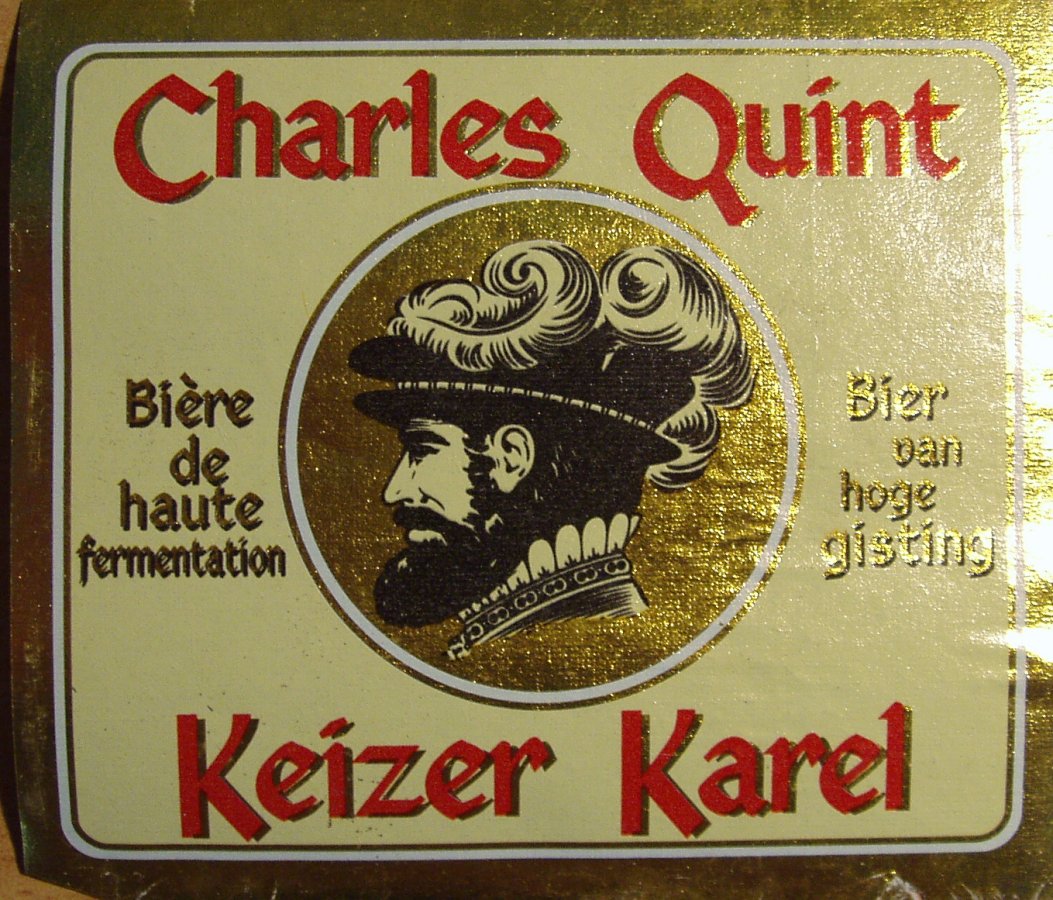 Charles Quint
Bière
de
haute
fermentation
Bier
van
hoge
gisting
Keizer Karel